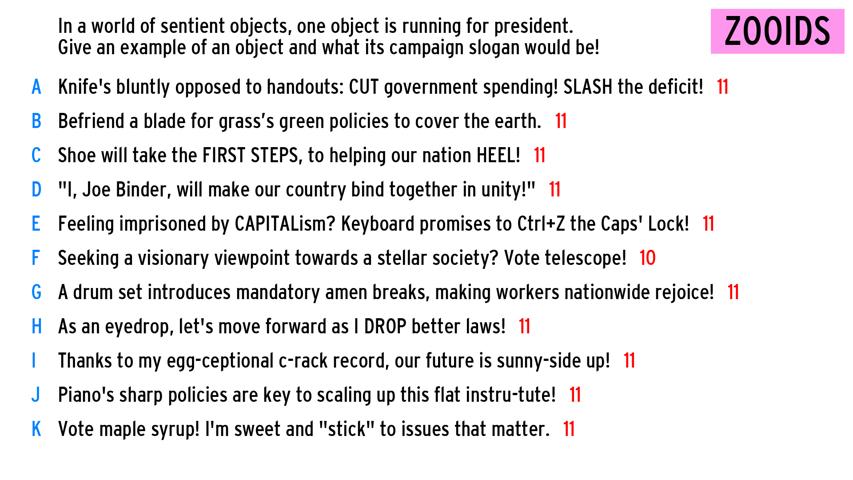 In a world of sentient objects, one object is running for president.
Give an example of an object and what its campaign slogan would be!
ZOOIDS
A Knife's bluntly opposed to handouts: CUT government spending! SLASH the deficit! 11
B Befriend a blade for grass's green policies to cover the earth. 11
C Shoe will take the FIRST STEPS, to helping our nation HEEL! 11
D "I, Joe Binder, will make our country bind together in unity!" 11
E Feeling imprisoned by CAPITALism? Keyboard promises to Ctrl+Z the Caps' Lock! 11
F Seeking a visionary viewpoint towards a stellar society? Vote telescope! 10
G A drum set introduces mandatory amen breaks, making workers nationwide rejoice! 11
H As an eyedrop, let's move forward as I DROP better laws! 11
I Thanks to my egg-ceptional c-rack record, our future is sunny-side up! 11
J Piano's sharp policies are key to scaling up this flat instru-tute! 11
K Vote maple syrup! I'm sweet and "stick" to issues that matter. 11